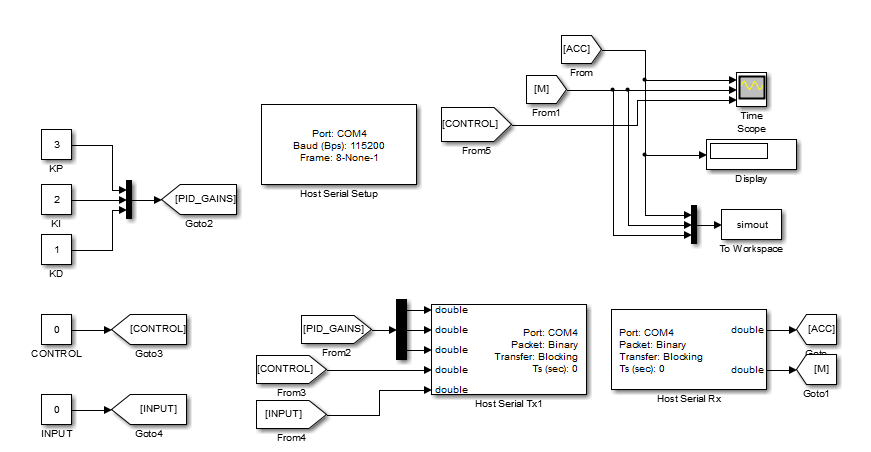 [ACC]
From
[M]
From1
[CONTROL]
From5
Time
Scope
Display
simout
To Workspace
Port: COM4
Baud (Bps): 115200
Frame: 8-None-1
Host Serial Setup
3
KP
2
KI
1
KD
[PID_GAINS]
Goto2
0
CONTROL
[CONTROL]
Goto3
0
INPUT
[INPUT]
Goto4
[PID_GAINS]
From2
[CONTROL]
From3
[INPUT]
From4
double
double
double
double
double
Port: COM4
Packet: Binary
Transfer: Blocking
Ts (sec): 0
Host Serial Tx1
Port: COM4
Packet: Binary
Transfer: Blocking
Ts (sec): 0
double
double
Host Serial Rx
[ACC]
Goto
[M]
Goto1